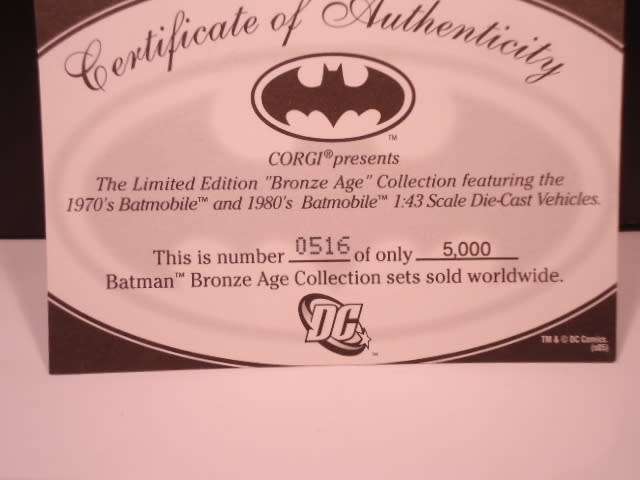 Certificate of Authenticity
TM
CORGI® presents
The Limited Edition "Bronze Age" Collection featuring the
1970's Batmobile™ and 1980's Batmobile™ 1:43 Scale Die-Cast Vehicles.
This is number 0516 of only 5,000
Batman™ Bronze Age Collection sets sold worldwide.
DC
TM
TM & © DC Comics.
(s05)